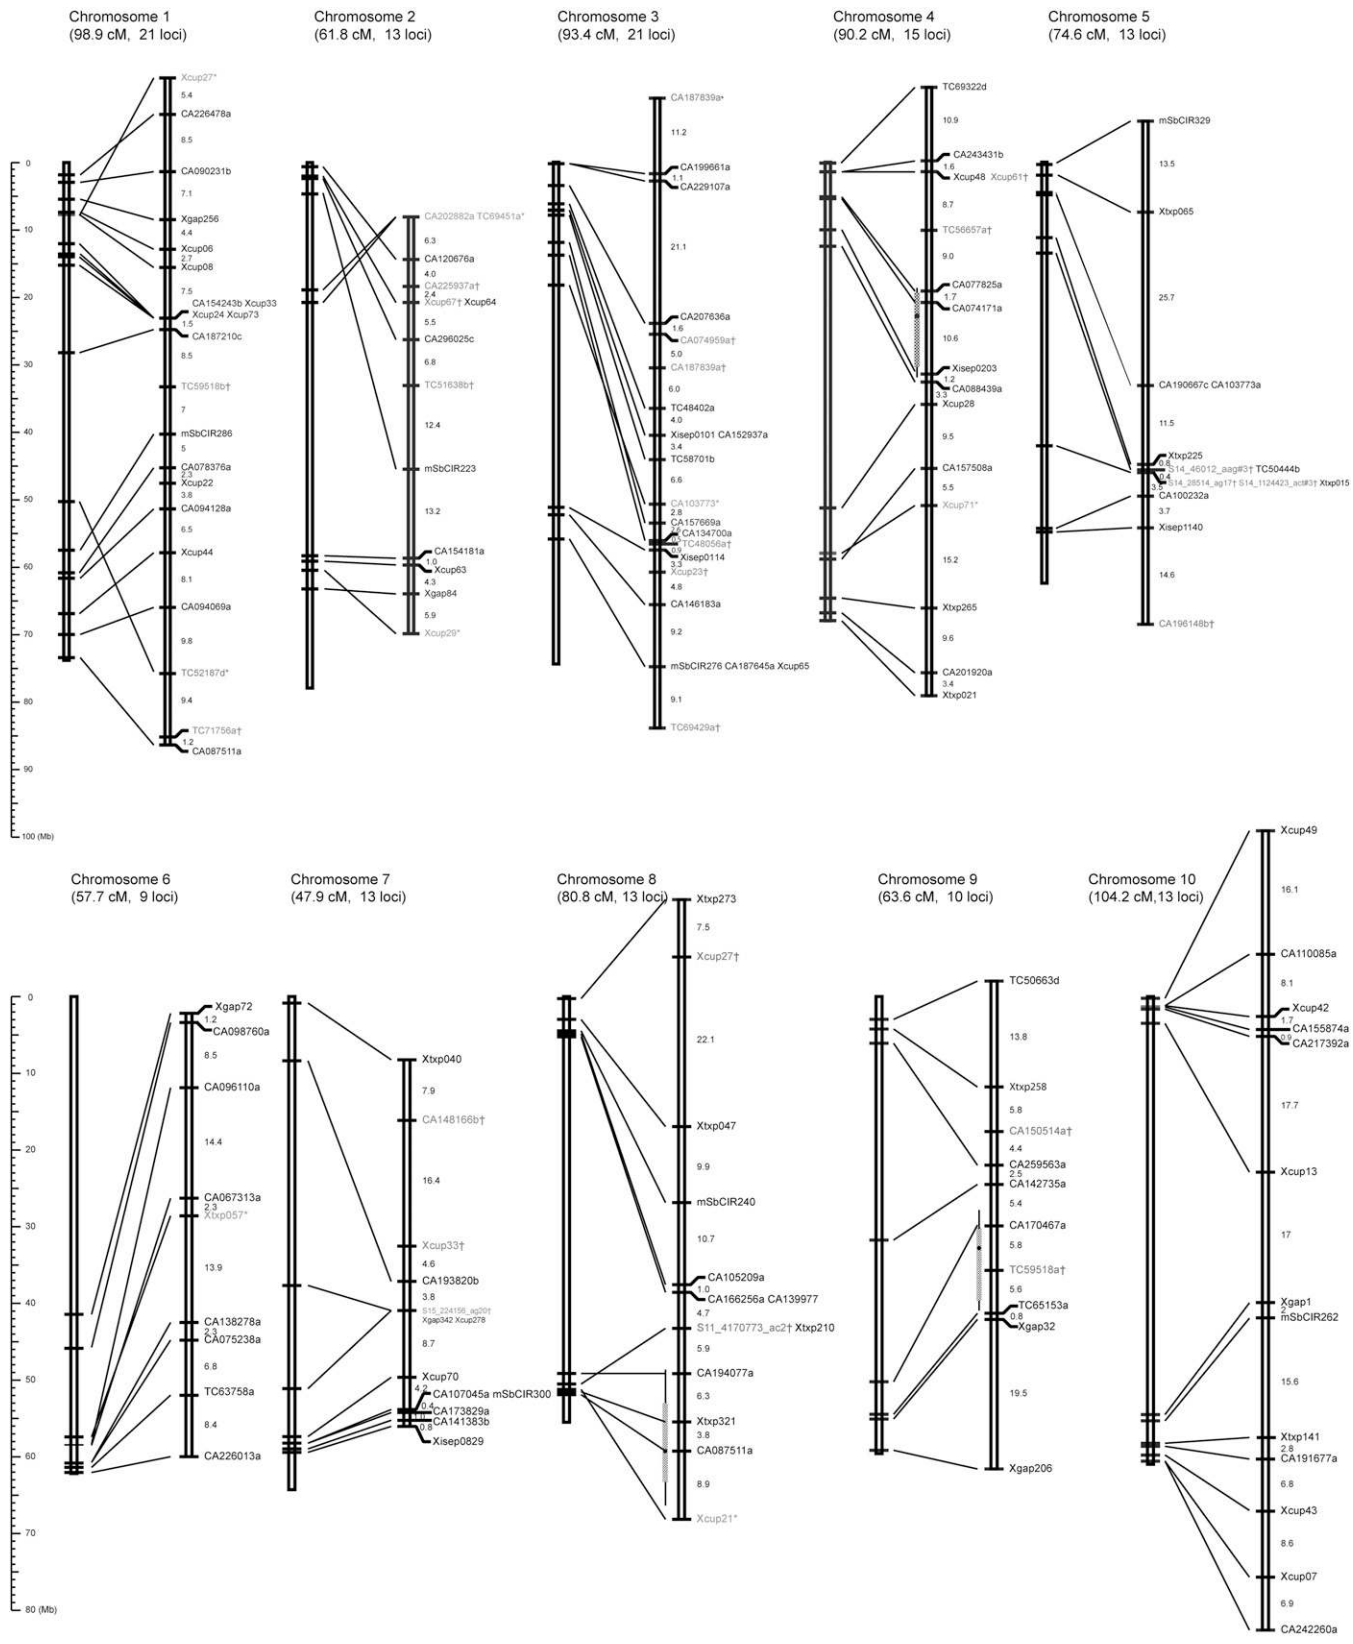 Chromosome 1
(98.9 cM, 21 loci)
Xcup27*
5.4
CA226478a
8.5
CA090231b
7.1
Xgap256
4.4
Xcup06
2.7
Xcup08
7.5
CA154243b Xcup33
Xcup24 Xcup73
1.5
CA187210c
8.5
TC59518b†
7
mSbCIR286
5
CA078376a
2.3
Xcup22
3.8
CA094128a
6.5
Xcup44
8.1
CA094069a
9.8
TC52187d*
9.4
TC71756a†
1.2
CA087511a
0
10
20
30
40
50
60
70
80
90
100 (Mb)
Chromosome 2
(61.8 cM, 13 loci)
CA202882a TC69451a*
6.3
CA120676a
4.0
CA225937a†
2.4
Xcup67† Xcup64
5.5
CA296025c
6.8
TC51638b†
12.4
mSbCIR223
13.2
CA154181a
1.0
Xcup63
4.3
Xgap84
5.9
Xcup29*
Chromosome 3
(93.4 cM, 21 loci)
CA187839a*
11.2
CA199661a
1.1
CA229107a
21.1
CA207636a
1.6
CA074959a†
5.0
CA187839a†
6.0
TC48402a
4.0
Xisep0101 CA152937a
3.4
TC58701b
6.6
CA103773*
2.8
CA157669a
2.6
CA134700a
TC48056a†
0.9
Xisep0114
3.3
Xcup23†
4.8
CA146183a
9.2
mSbCIR276 CA187645a Xcup65
9.1
TC69429a†
Chromosome 4
(90.2 cM, 15 loci)
TC69322d
10.9
CA243431b
1.6
Xcup48 Xcup61†
8.7
TC56657a†
9.0
CA077825a
1.7
CA074171a
10.6
Xisep0203
1.2
CA088439a
3.3
Xcup28
9.5
CA157508a
5.5
Xcup71*
15.2
Xtxp265
9.6
CA201920a
3.4
Xtxp021
Chromosome 5
(74.6 cM, 13 loci)
mSbCIR329
13.5
Xtxp065
25.7
CA190667c CA103773a
11.5
Xtxp225
0.8
S14_46012_aag#3† TC50444b
0.4
S14_28514_ag17† S14_1124423_act#3† Xtxp015
3.5
CA100232a
3.7
Xisep1140
14.6
CA196148b†
Chromosome 6
(57.7 cM, 9 loci)
Xgap72
1.2
CA098760a
8.5
CA096110a
14.4
CA067313a
2.3
Xtxp057*
13.9
CA138278a
2.3
CA075238a
6.8
TC63758a
8.4
CA226013a
0
10
20
30
40
50
60
70
80 (Mb)
Chromosome 7
(47.9 cM, 13 loci)
Xtxp040
7.9
CA148166b†
16.4
Xcup33†
4.6
CA193820b
3.8
S15_224156_ag20†
Xgap342 Xcup278
8.7
Xcup70
4.2
CA107045a mSbCIR300
0.4
CA173829a
CA141383b
0.8
Xisep0829
Chromosome 8
(80.8 cM, 13 loci)
Xtxp273
7.5
Xcup27†
22.1
Xtxp047
9.9
mSbCIR240
10.7
CA105209a
1.0
CA166256a CA139977
4.7
S11_4170773_ac2† Xtxp210
5.9
CA194077a
6.3
Xtxp321
3.8
CA087511a
8.9
Xcup21*
Chromosome 9
(63.6 cM, 10 loci)
TC50663d
13.8
Xtxp258
5.8
CA150514a†
4.4
CA259563a
2.5
CA142735a
5.4
CA170467a
5.8
TC59518a†
5.6
TC65153a
0.8
Xgap32
19.5
Xgap206
Chromosome 10
(104.2 cM,13 loci)
Xcup49
16.1
CA110085a
8.1
Xcup42
1.7
CA155874a
0.9
CA217392a
17.7
Xcup13
17
Xgap1
2
mSbCIR262
15.6
Xtxp141
2.8
CA191677a
6.8
Xcup43
8.6
Xcup07
6.9
CA242260a